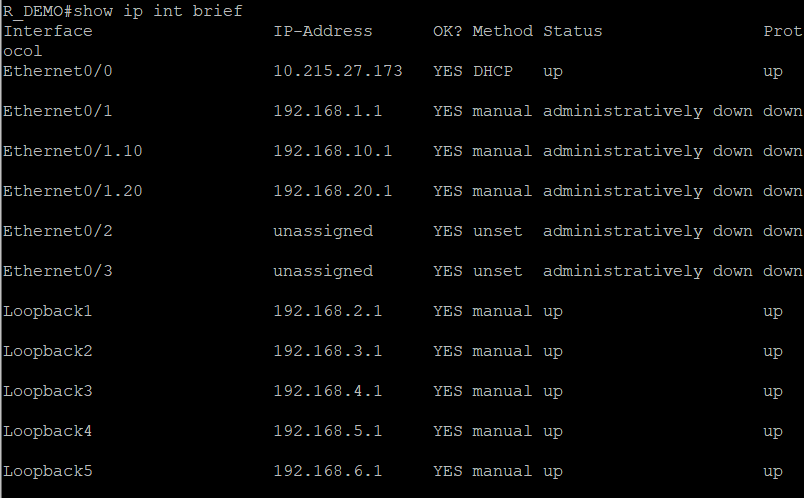 R_DEMO#show ip int brief
Interface                  IP-Address      OK? Method Status                Prot
ocol
Ethernet0/0                10.215.27.173   YES DHCP   up                    up
Ethernet0/1                192.168.1.1     YES manual administratively down down
Ethernet0/1.10             192.168.10.1    YES manual administratively down down
Ethernet0/1.20             192.168.20.1    YES manual administratively down down
Ethernet0/2                unassigned      YES unset  administratively down down
Ethernet0/3                unassigned      YES unset  administratively down down
Loopback1                  192.168.2.1     YES manual up                    up
Loopback2                  192.168.3.1     YES manual up                    up
Loopback3                  192.168.4.1     YES manual up                    up
Loopback4                  192.168.5.1     YES manual up                    up
Loopback5                  192.168.6.1     YES manual up                    up